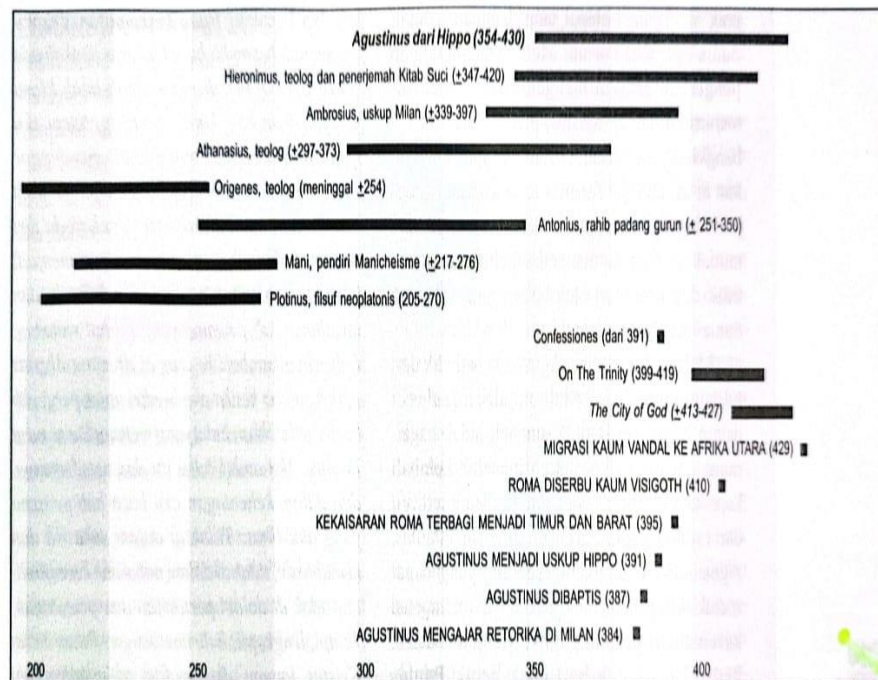 Agustinus dari Hippo (354-430)
Hieronimus, teolog dan penerjemah Kitab Suci (±347-420)
Ambrosius, uskup Milan (±339-397)
Athanasius, teolog (±297-373)
Origenes, teolog (meninggal ±254)
Antonius, rahib padang gurun (± 251-350)
Mani, pendiri Manicheisme (±217-276)
Plotinus, filsuf neoplatonis (205-270)
Confessiones (dari 391)
On The Trinity (399-419)
The City of God (±413-427)
MIGRASI KAUM VANDAL KE AFRIKA UTARA (429)
ROMA DISERBU KAUM VISIGOTH (410)
KEKAISARAN ROMA TERBAGI MENJADI TIMUR DAN BARAT (395)
AGUSTINUS MENJADI USKUP HIPPO (391)
AGUSTINUS DIBAPTIS (387)
AGUSTINUS MENGAJAR RETORIKA DI MILAN (384)
200 250 300 350 400